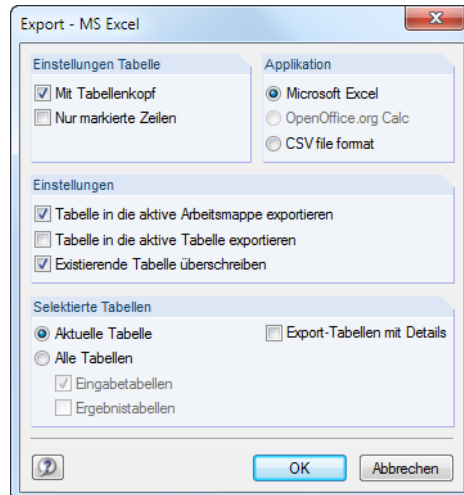 Export - MS Excel
Einstellungen Tabelle
Mit Tabellenkopf
Nur markierte Zeilen
Applikation
Microsoft Excel
OpenOffice.org Calc
CSV file format
Einstellungen
Tabelle in die aktive Arbeitsmappe exportieren
Tabelle in die aktive Tabelle exportieren
Existierende Tabelle überschreiben
Selektierte Tabellen
Aktuelle Tabelle
Alle Tabellen
Eingabetabellen
Ergebnistabellen
Export-Tabellen mit Details
OK
Abbrechen